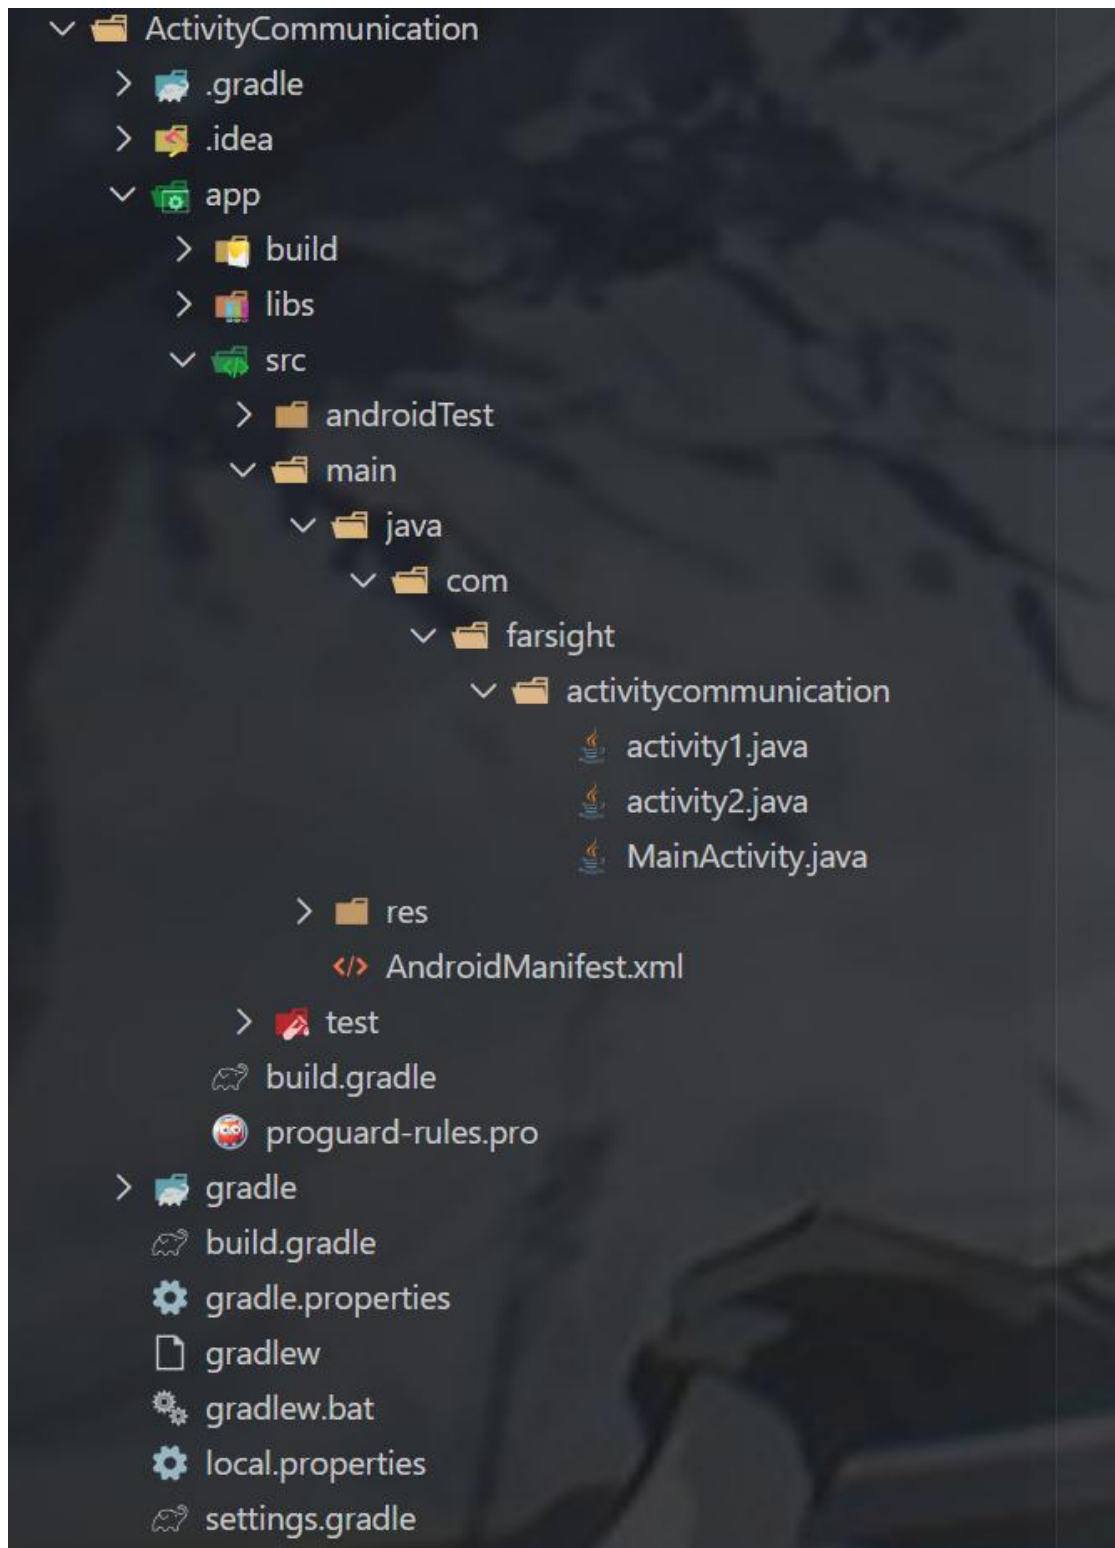 ActivityCommunication
.gradle
.idea
app
build
libs
src
androidTest
main
java
com
farsight
activitycommunication
activity1.java
activity2.java
MainActivity.java
res
AndroidManifest.xml
test
build.gradle
proguard-rules.pro
gradle
build.gradle
gradle.properties
gradlew
gradlew.bat
local.properties
settings.gradle